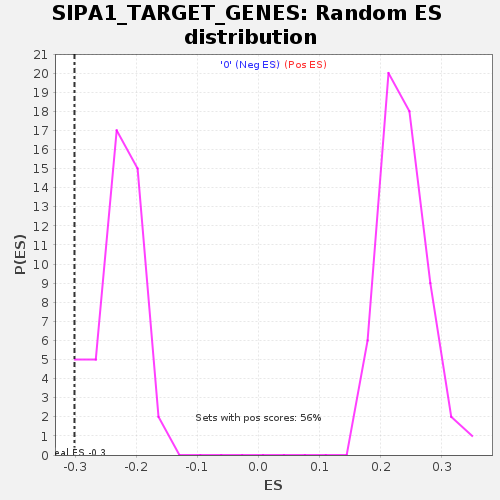 SIPA1_TARGET_GENES: Random ES
distribution
'0' (Neg ES) (Pos ES)
21
20
19
18
17
16
15
14
13
12
11
10
9
8
7
6
5
4
3
2
1
0
P(ES)
Sets with pos scores: 56%
eal ES -0.3
-0.3 -0.2 -0.1 0.0 0.1 0.2 0.3
ES